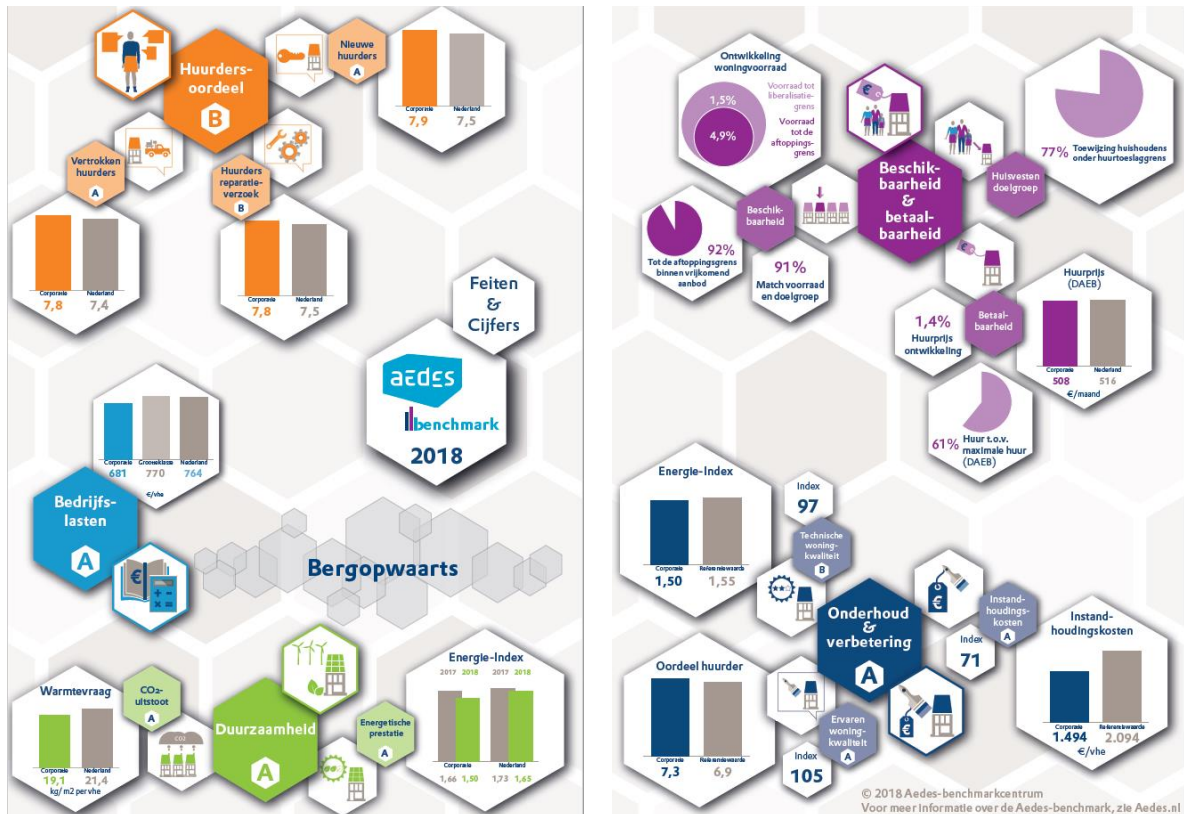 Huurders-
oordeel
B
Nieuwe
huurders
A
Corporatie
7,9
Nederland
7,5
Vertrokken
huurders
A
Huurders
reparatie-
verzoek
B
Corporatie
7,8
Nederland
7,4
Corporatie
7,8
Nederland
7,5
Feiten
&
Cijfers
aedes
benchmark
2018
Corporatie
681
Grootteklasse
770
Nederland
764
€/vhe
Bedrijfs-
lasten
A
€
Bergopwaarts
Warmtevraag
Corporatie
19,1
Nederland
21,4
kg/ m2 per vhe
CO2-
uitstoot
A
CO2
Duurzaamheid
A
Energetische
prestatie
A
Energie-Index
2017 2018 2017 2018
Corporatie
1,66 1,50
Nederland
1,73 1,65
Ontwikkeling
woningvoorraad
1,5%
4,9%
Voorraad tot
liberalisatie-
grens
Voorraad
tot de
aftoppings-
grens
€
77% Toewijzing huishoudens
onder huurtoeslaggrens
Beschik-
baarheid
&
betaal-
baarheid
Huisvesten
doelgroep
Beschik-
baarheid
92%
Tot de aftoppingsgrens
binnen vrijkomend
aanbod
91%
Match voorraad
en doelgroep
€
Betaal-
baarheid
1,4%
Huurprijs
ontwikkeling
Huurprijs
(DAEB)
Corporatie
508
Nederland
516
€/maand
61% Huur t.o.v.
maximale huur
(DAEB)
Energie-Index
Corporatie
1,50
Referentiewaarde
1,55
Index
97
Technische
woning-
kwaliteit
B
Onderhoud
&
verbetering
A
€
Instand-
houdings-
kosten
A
Index
71
Instand-
houdingskosten
Corporatie
1.494
Referentiewaarde
2.094
€/vhe
Oordeel huurder
Corporatie
7,3
Referentiewaarde
6,9
Ervaren
woning-
kwaliteit
A
Index
105
€
© 2018 Aedes-benchmarkcentrum
Voor meer informatie over de Aedes-benchmark, zie Aedes.nl